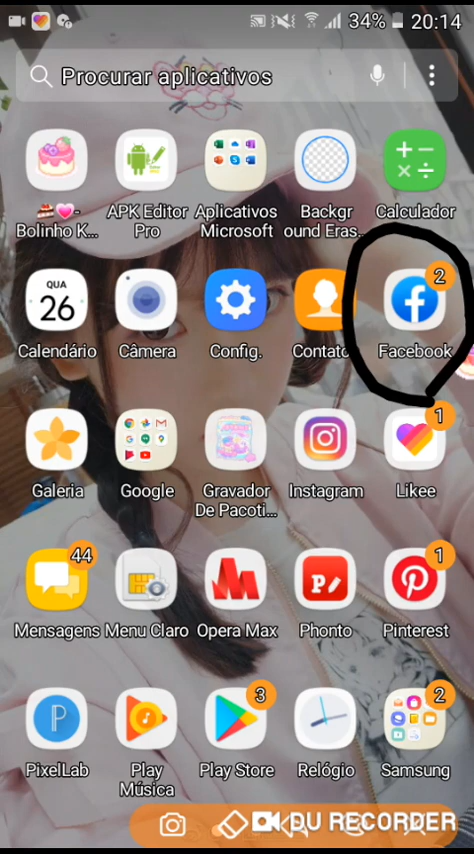 34% 20:14
Procurar aplicativos
🍰💗- APK Editor Aplicativos Backgr Calculador
Bolinho K... Pro Microsoft ound Eras...
2
QUA
26
Calendário Câmera Config. Contato Facebook
1
Galeria Google Gravador Instagram Likee
De Pacoti...
44 1
Mensagens Menu Claro Opera Max Phonto Pinterest
3 2
PixelLab Play Play Store Relógio Samsung
Música
DU RECORDER